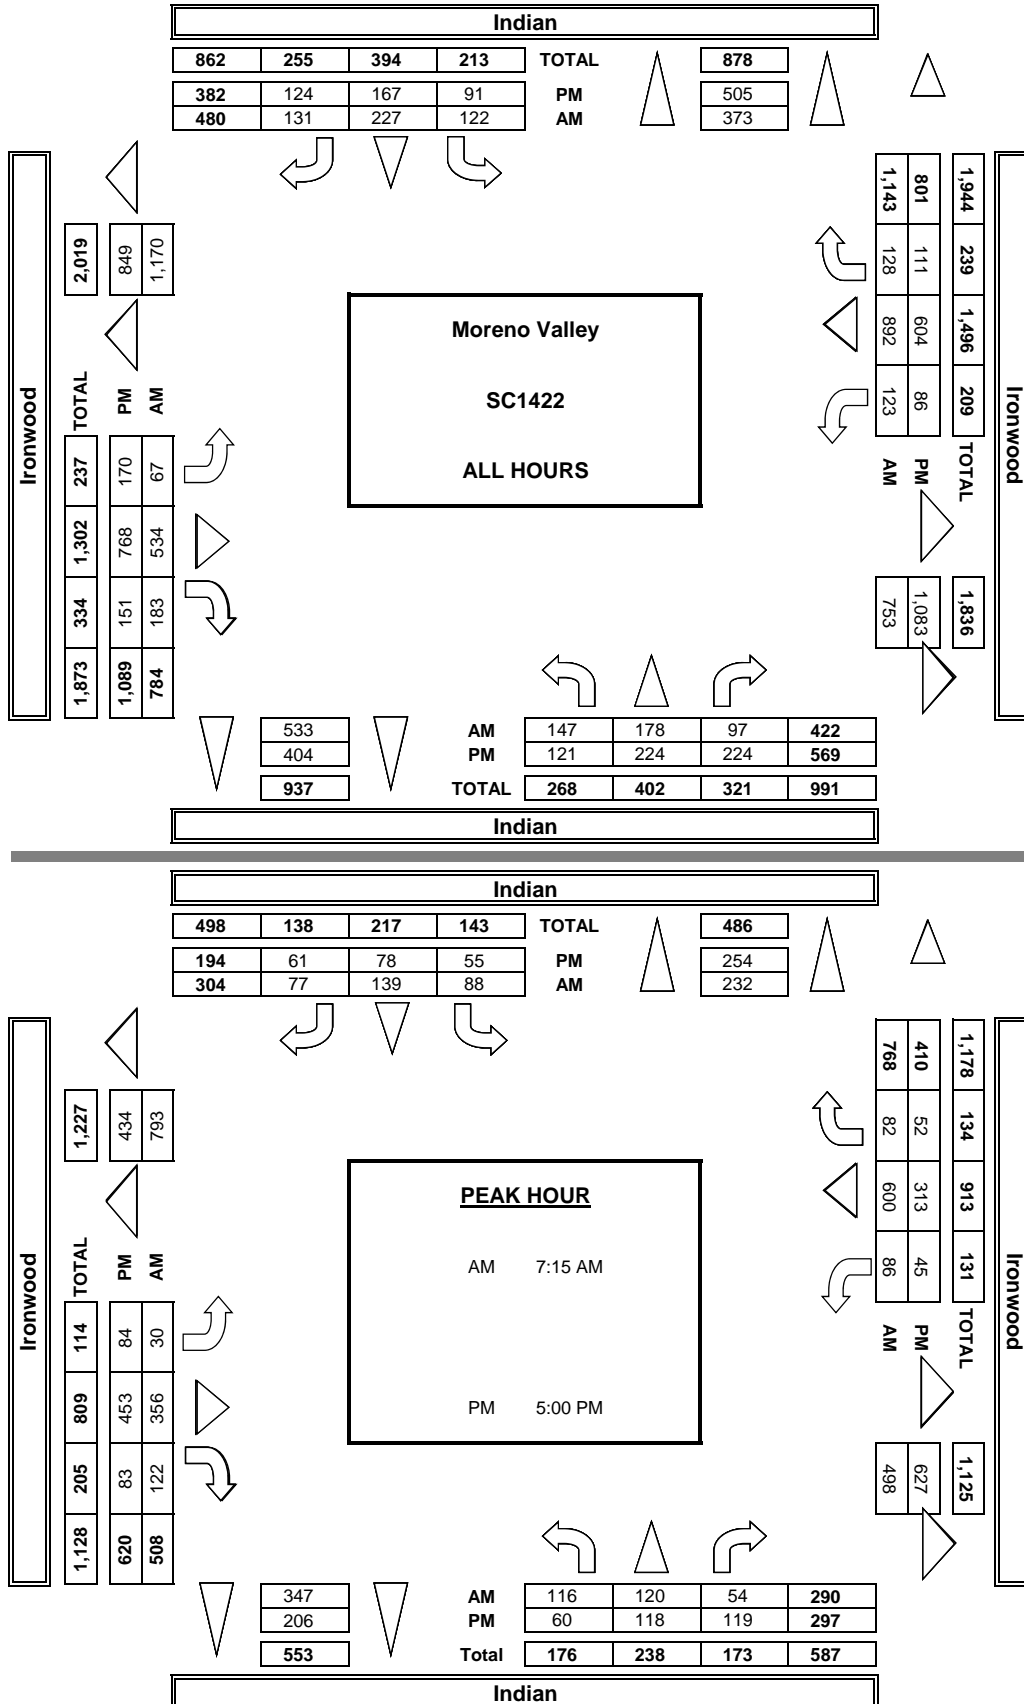 Indian
862 255 394 213 TOTAL 878
382 124 167 91 PM 505
480 131 227 122 AM 373
Ironwood
2,019
849
1,170
TOTAL 237 1,302 334 1,873
PM 170 768 151 1,089
AM 67 534 183 784
Moreno Valley
SC1422
ALL HOURS
1,944 239 1,496 209 TOTAL
801 111 604 86 PM
1,143 128 892 123 AM
1,836
1,083
753
Ironwood
533 AM 147 178 97 422
404 PM 121 224 224 569
937 TOTAL 268 402 321 991
Indian
Indian
498 138 217 143 TOTAL 486
194 61 78 55 PM 254
304 77 139 88 AM 232
Ironwood
1,227
434
793
TOTAL 114 809 205 1,128
PM 84 453 83 620
AM 30 356 122 508
PEAK HOUR
AM 7:15 AM
PM 5:00 PM
1,178 134 913 131 TOTAL
410 52 313 45 PM
768 82 600 86 AM
1,125
627
498
Ironwood
347 AM 116 120 54 290
206 PM 60 118 119 297
553 Total 176 238 173 587
Indian